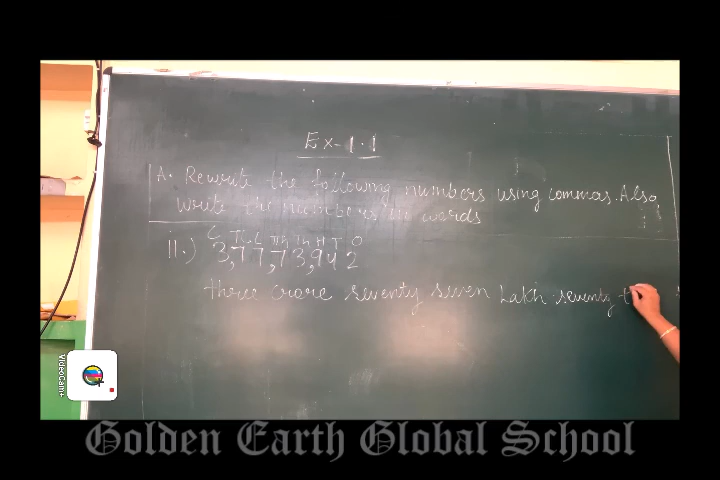 Ex-1.1
A. Rewrite the following numbers using commas. Also,
write the numbers in words
C TL L TTh Th H T O
ii.) 3,77,73,942
three crore seventy seven Lakh seventy t
VideoCam+
Golden Earth Global School